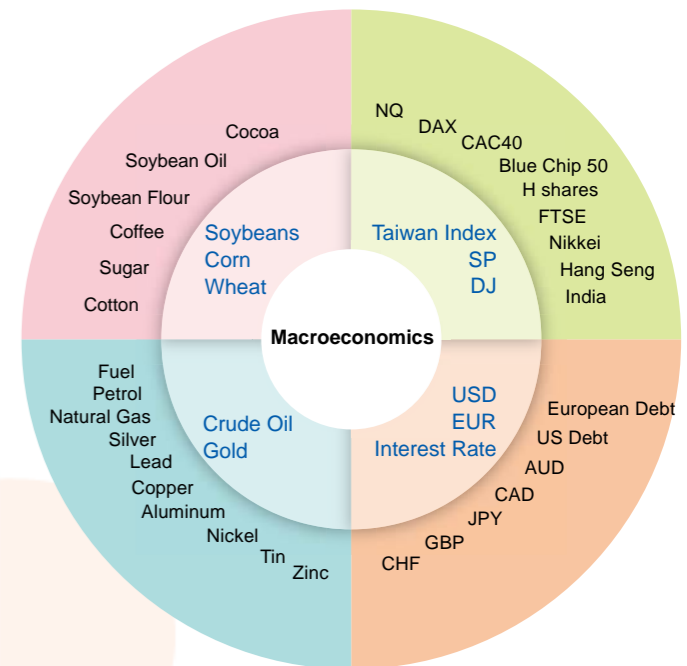 Cocoa
Soybean Oil
Soybean Flour
Coffee
Sugar
Cotton
Soybeans
Corn
Wheat
NQ
DAX
CAC40
Blue Chip 50
H shares
FTSE
Nikkei
Hang Seng
India
Taiwan Index
SP
DJ
Macroeconomics
Fuel
Petrol
Natural Gas
Silver
Lead
Copper
Aluminum
Nickel
Tin
Zinc
Crude Oil
Gold
USD
EUR
Interest Rate
European Debt
US Debt
AUD
CAD
JPY
GBP
CHF